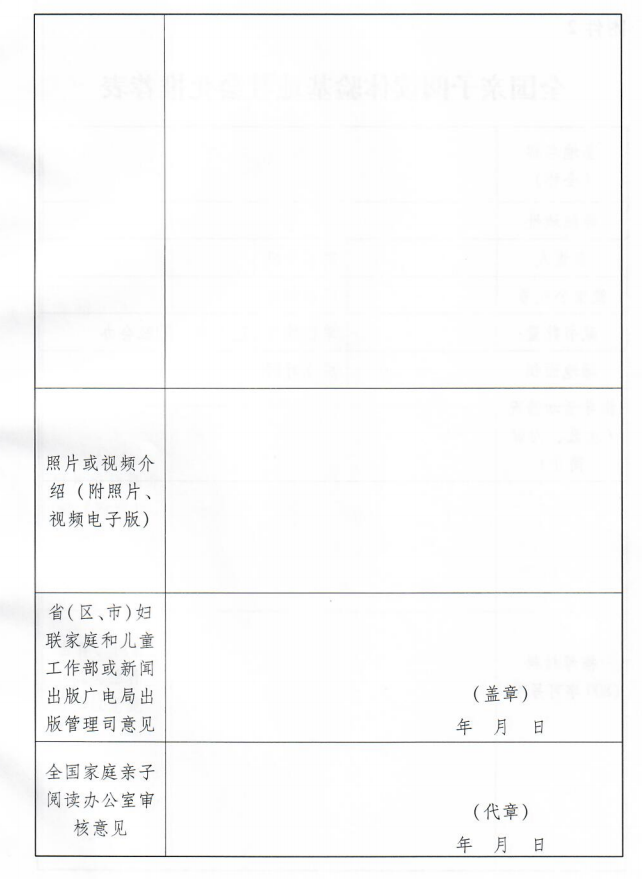 照片或视频介
绍（附照片、
视频电子版）
省(区、市)妇
联家庭和儿童
工作部或新闻
出版广电局出
版管理司意见
（盖章）
年 月 日
全国家庭亲子
阅读办公室审
核意见
（代章）
年 月 日